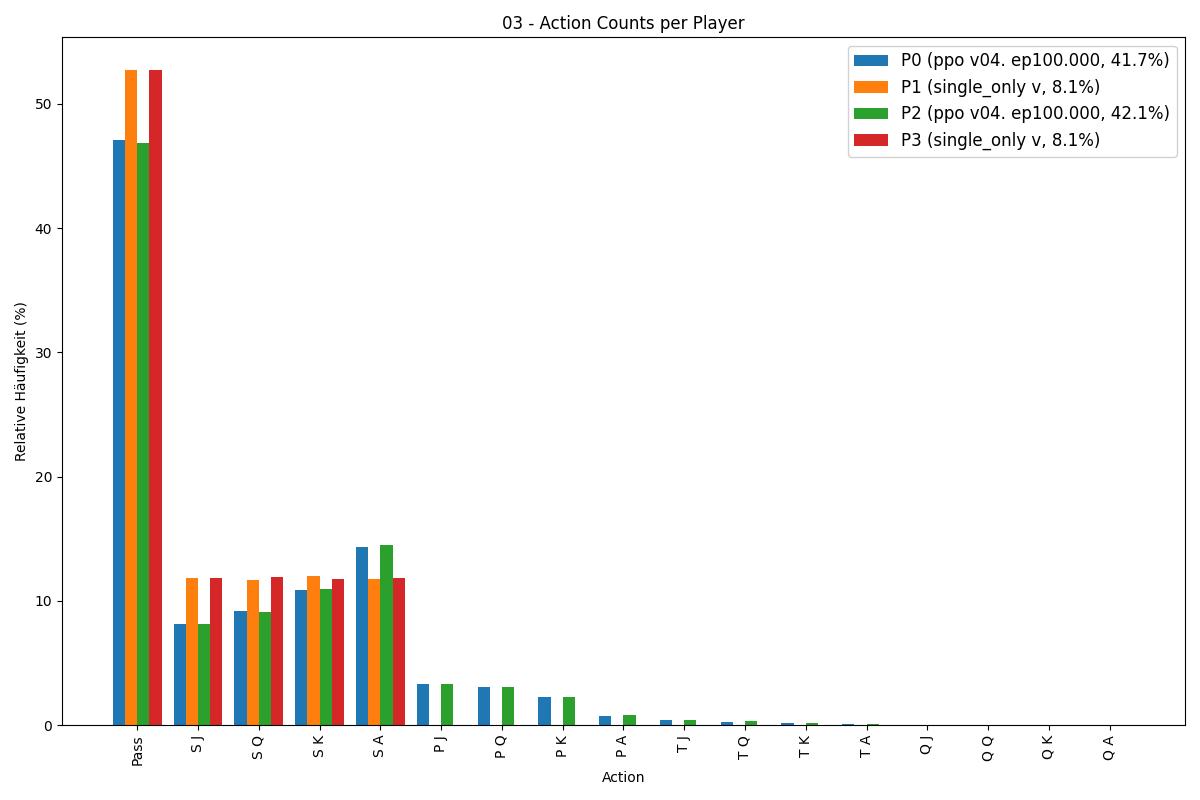 03 - Action Counts per Player
P0 (ppo v04. ep100.000, 41.7%)
P1 (single_only v, 8.1%)
P2 (ppo v04. ep100.000, 42.1%)
P3 (single_only v, 8.1%)
Relative Häufigkeit (%)
50
40
30
20
10
0
Pass
S J
S Q
S K
S A
P J
P Q
P K
P A
T J
T Q
T K
T A
Q J
Q Q
Q K
Q A
Action